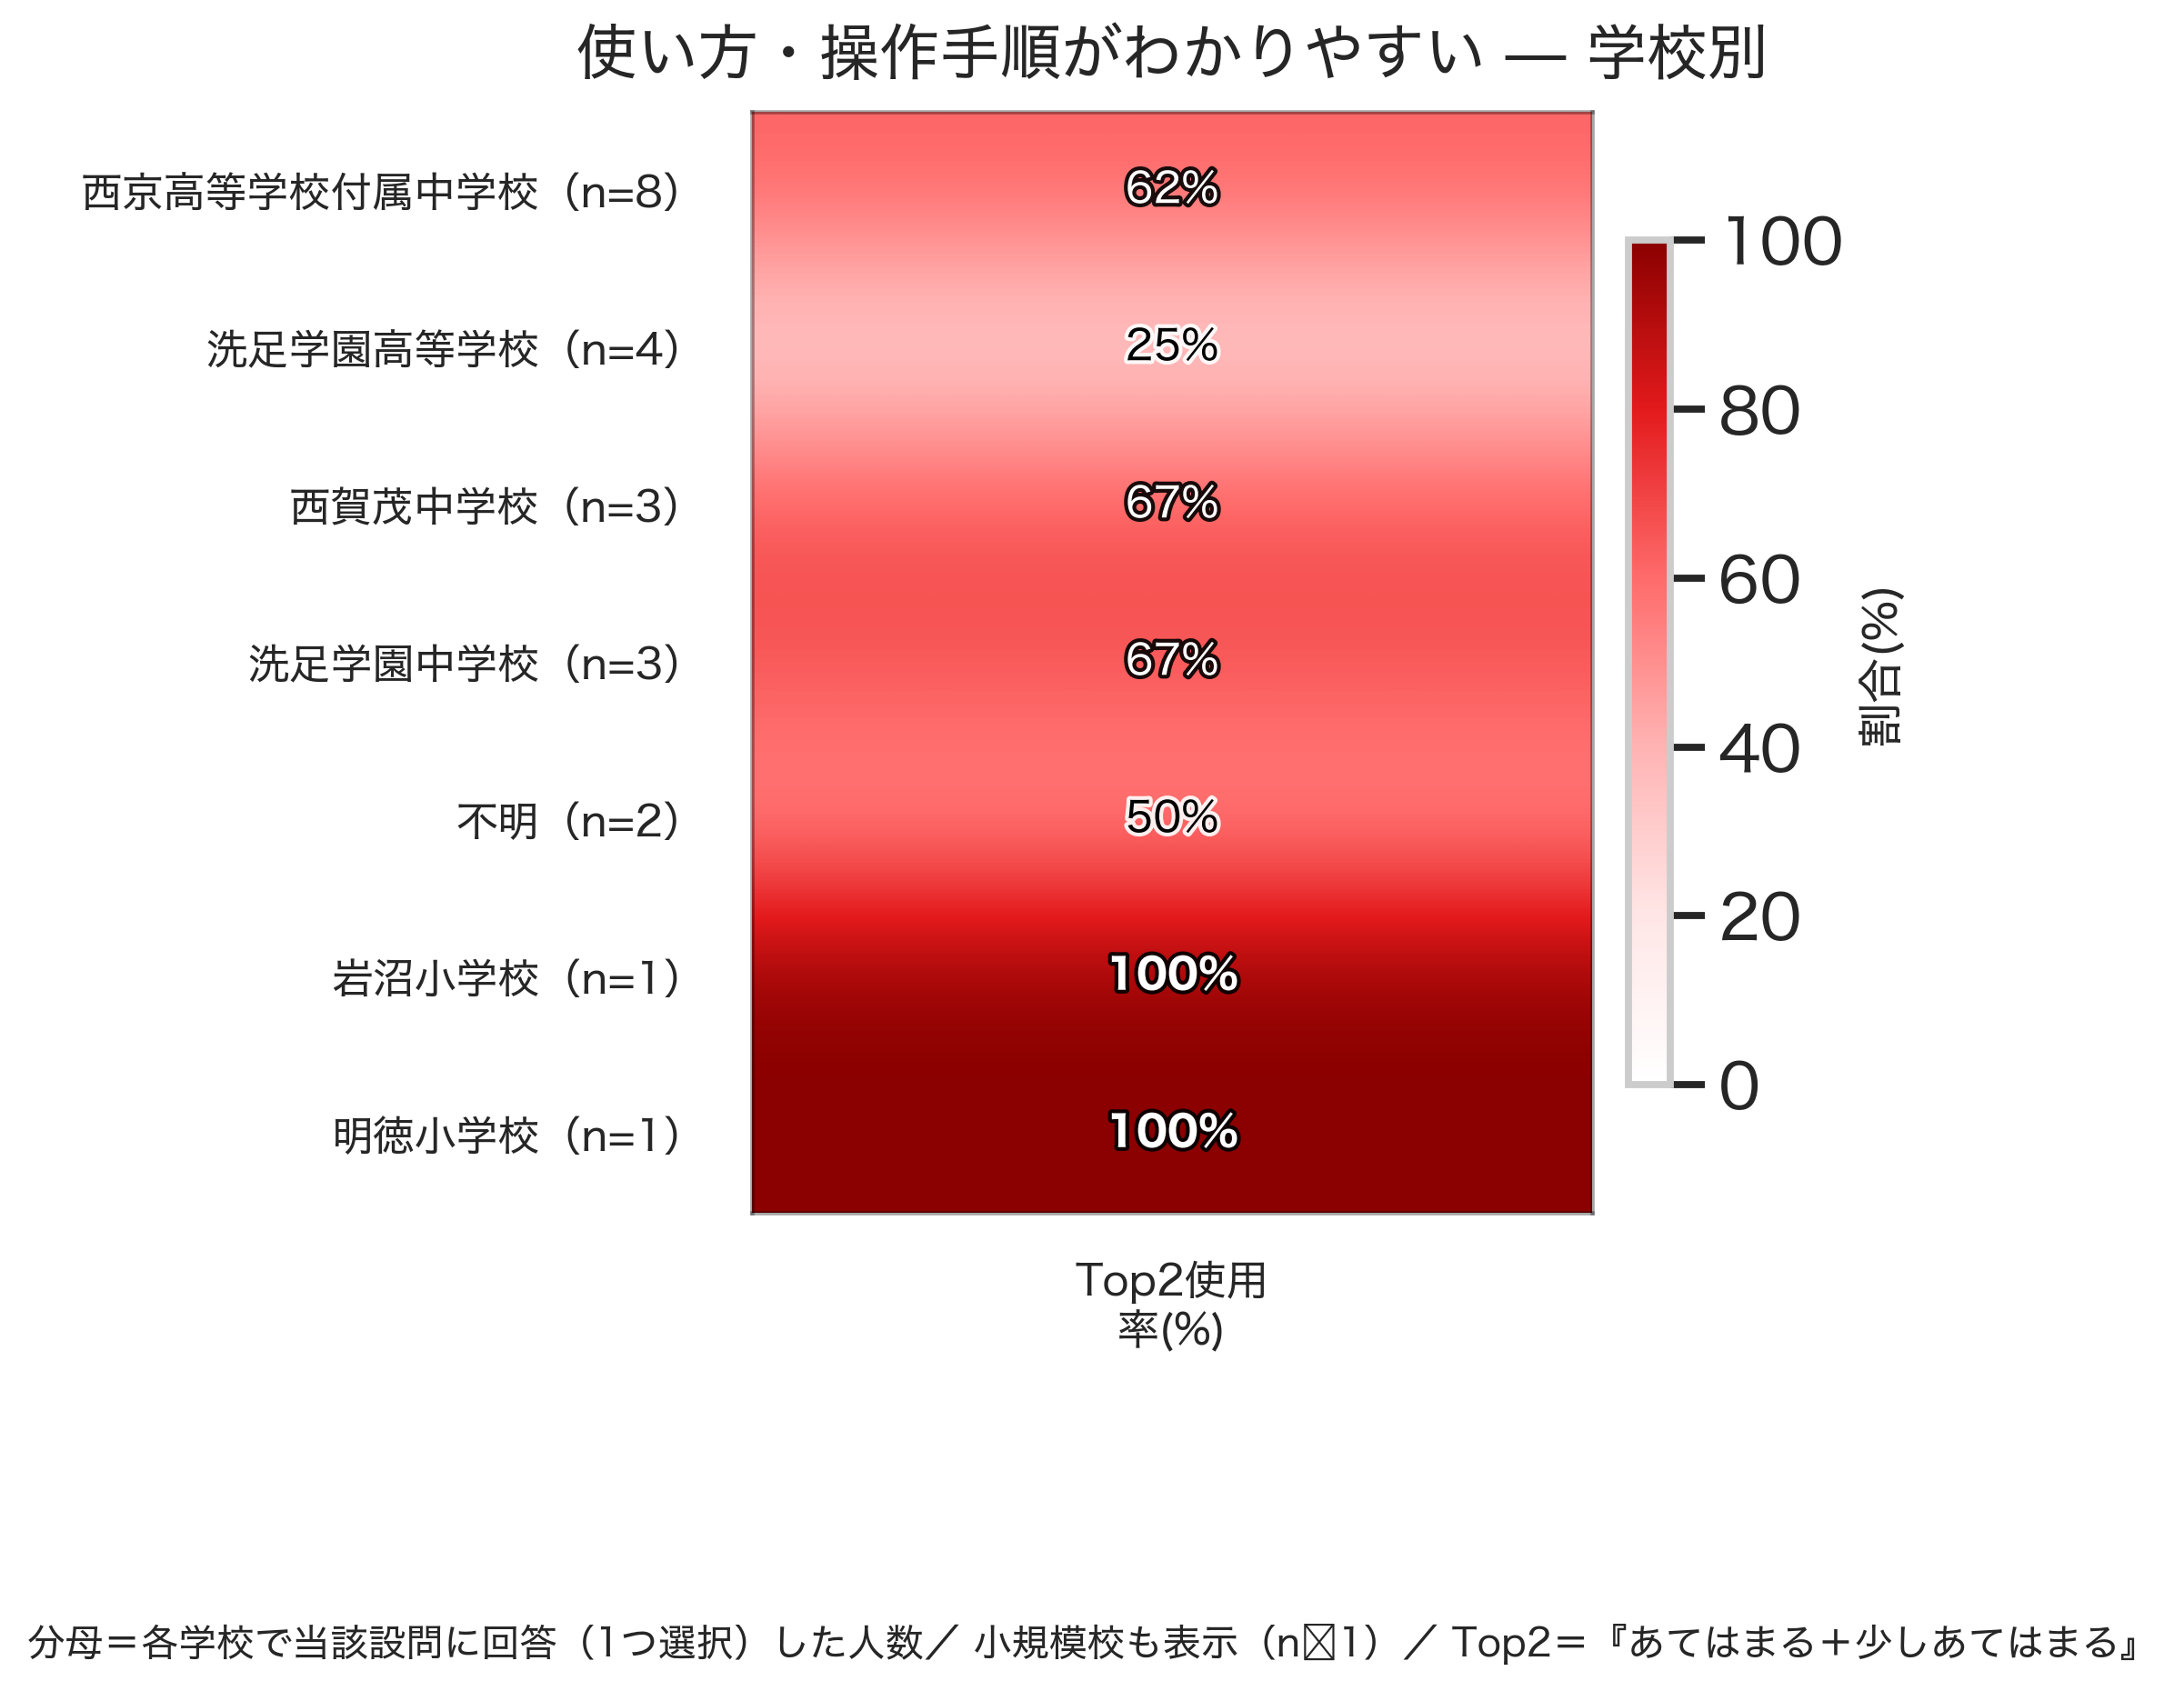 使い方・操作手順がわかりやすい — 学校別
西京高等学校付属中学校（n=8）
62%
洗足学園高等学校（n=4）
25%
西賀茂中学校（n=3）
67%
洗足学園中学校（n=3）
67%
不明（n=2）
50%
岩沼小学校（n=1）
100%
明徳小学校（n=1）
100%
Top2使用
率(%)
100
80
60
40
20
0
割合(%)
分母＝各学校で当該設問に回答（1つ選択）した人数／ 小規模校も表示（n☒1）／ Top2＝『あてはまる＋少しあてはまる』